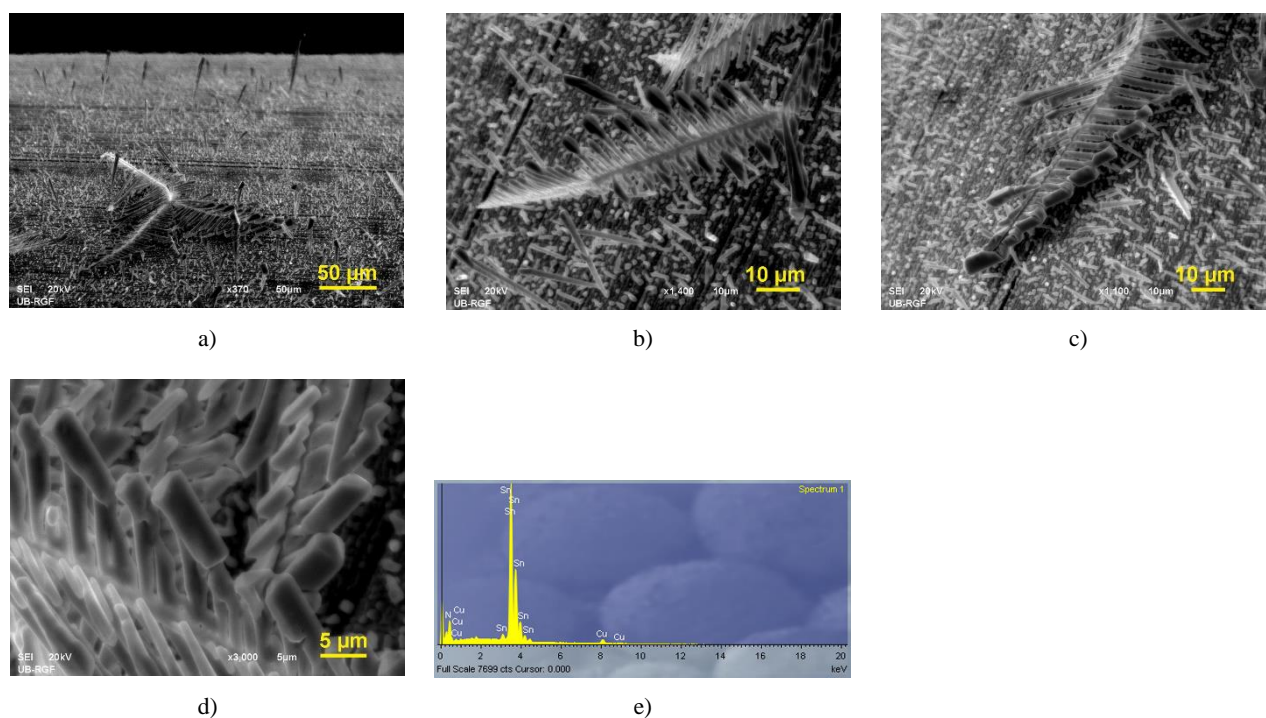 50 µm
SEI 20kV x370 50µm
UB-RGF
a)
10 µm
SEI 20kV x1,400 10µm
UB-RGF
b)
10 µm
SEI 20kV x1,100 10µm
UB-RGF
c)
5 µm
SEI 20kV x3,000 5µm
UB-RGF
d)
Spectrum 1
Sn
Sn
Sn
Sn
N Cu
Cu
Cu
Sn
Sn
Sn
Cu
Cu
0 2 4 6 8 10 12 14 16 18 20
Full Scale 7699 cts Cursor: 0.000 keV
e)